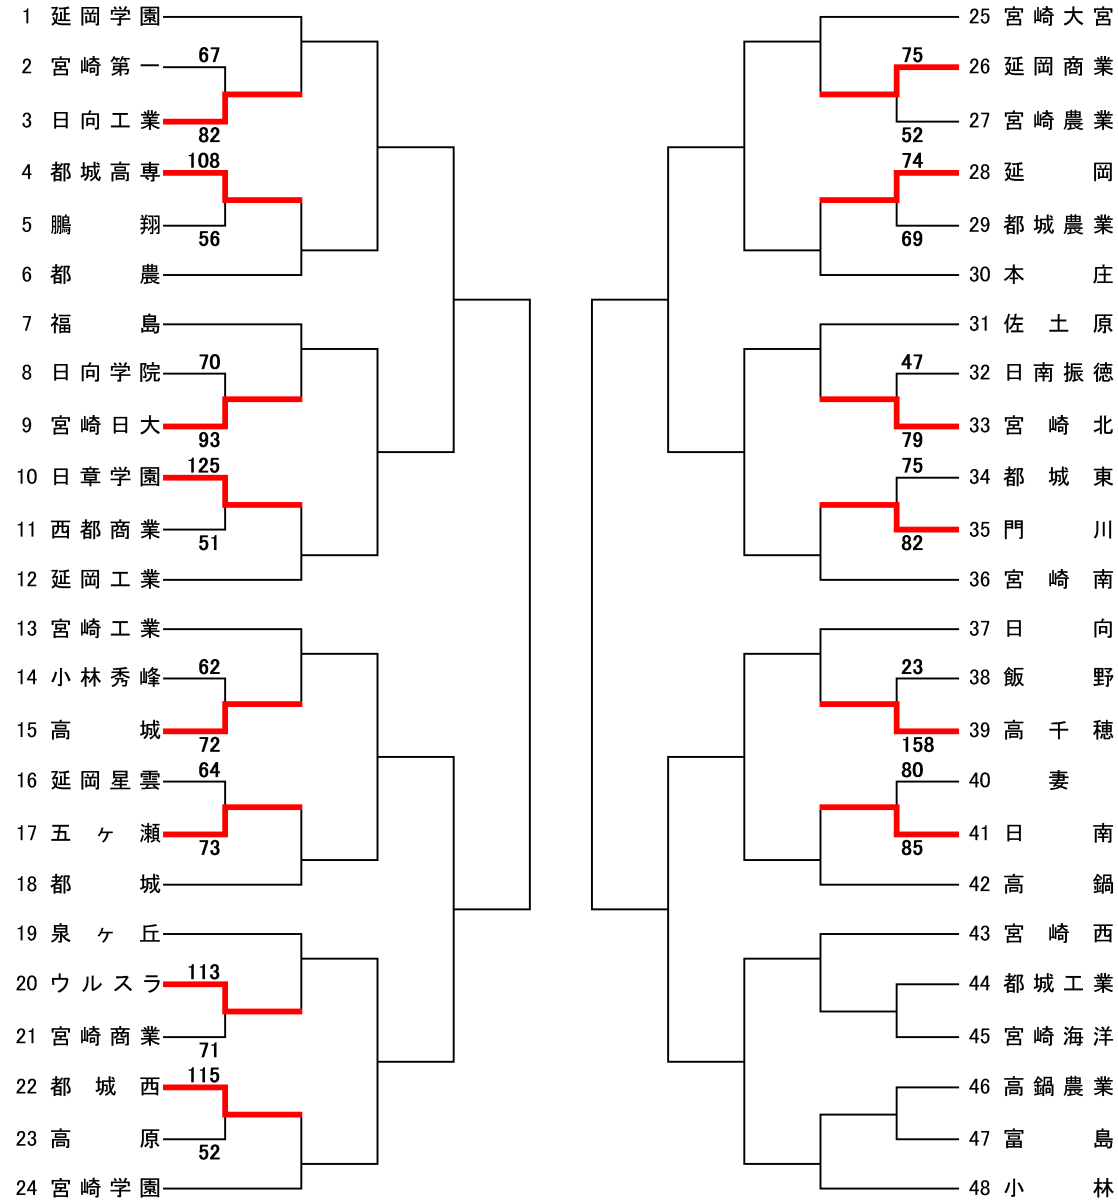 1 延岡学園
67
2 宮崎第一
3 日向工業
82
108
4 都城高専
5 鵬翔
56
6 都農
7 福島
70
8 日向学院
9 宮崎日大
93
125
10 日章学園
11 西都商業
51
12 延岡工業
13 宮崎工業
62
14 小林秀峰
15 高城
72
64
16 延岡星雲
17 五ヶ瀬
73
18 都城
19 泉ヶ丘
113
20 ウルスラ
21 宮崎商業
71
115
22 都城西
23 高原
52
24 宮崎学園
25 宮崎大宮
75
26 延岡商業
27 宮崎農業
52
74
28 延岡
29 都城農業
69
30 本庄
31 佐土原
47
32 日南振徳
33 宮崎北
79
75
34 都城東
35 門川
82
36 宮崎南
37 日向
23
38 飯野
39 高千穂
158
80
40 妻
41 日南
85
42 高鍋
43 宮崎西
44 都城工業
45 宮崎海洋
46 高鍋農業
47 富島
48 小林